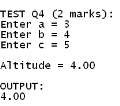 TEST Q4 (2 marks):
Enter a = 3
Enter b = 4
Enter c = 5
Altitude = 4.00
OUTPUT:
4.00